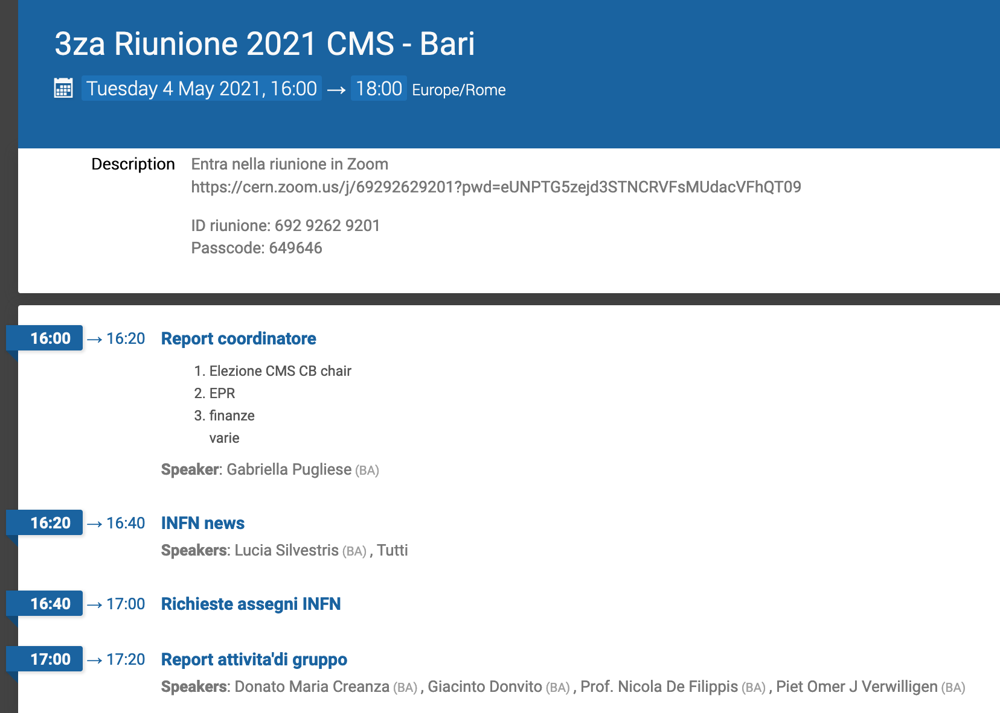 3za Riunione 2021 CMS - Bari
Tuesday 4 May 2021, 16:00 → 18:00 Europe/Rome
Description Entra nella riunione in Zoom
https://cern.zoom.us/j/69292629201?pwd=eUNPTG5zejd3STNCRVFsMUdacVFhQT09
ID riunione: 692 9262 9201
Passcode: 649646
16:00 → 16:20 Report coordinatore
1. Elezione CMS CB chair
2. EPR
3. finanze
varie
Speaker: Gabriella Pugliese (BA)
16:20 → 16:40 INFN news
Speakers: Lucia Silvestris (BA) , Tutti
16:40 → 17:00 Richieste assegni INFN
17:00 → 17:20 Report attivita'di gruppo
Speakers: Donato Maria Creanza (BA) , Giacinto Donvito (BA) , Prof. Nicola De Filippis (BA) , Piet Omer J Verwilligen (BA)